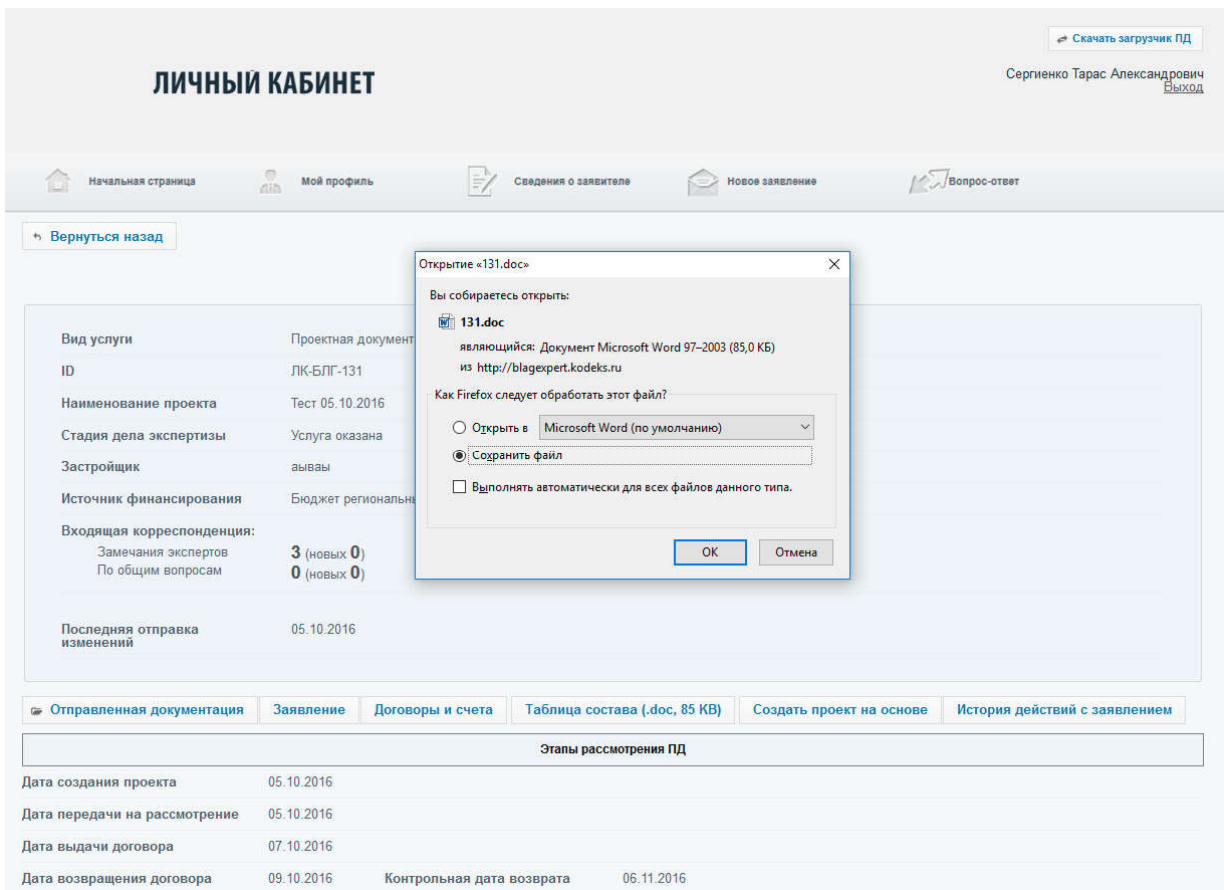 Скачать загрузчик ПД
ЛИЧНЫЙ КАБИНЕТ
Сергиенко Тарас Александрович
Выход
Начальная страница
Мой профиль
Сведения о заявителе
Новое заявление
Вопрос-ответ
Вернуться назад
Открытие «131.doc»
Вы собираетесь открыть:
131.doc
являющийся: Документ Microsoft Word 97–2003 (85,0 КБ)
из http://blagexpert.kodeks.ru
Как Firefox следует обработать этот файл?
Открыть в Microsoft Word (по умолчанию)
Сохранить файл
Выполнять автоматически для всех файлов данного типа.
ОК Отмена
Вид услуги Проектная документ
ID ЛК-БЛГ-131
Наименование проекта Тест 05.10.2016
Стадия дела экспертизы Услуга оказана
Застройщик аываы
Источник финансирования Бюджет региональны
Входящая корреспонденция:
Замечания экспертов 3 (новых 0)
По общим вопросам 0 (новых 0)
Последняя отправка 05.10.2016
изменений
Отправленная документация Заявление Договоры и счета Таблица состава (.doc, 85 KB) Создать проект на основе История действий с заявлением
Этапы рассмотрения ПД
Дата создания проекта 05.10.2016
Дата передачи на рассмотрение 05.10.2016
Дата выдачи договора 07.10.2016
Дата возвращения договора 09.10.2016 Контрольная дата возврата 06.11.2016